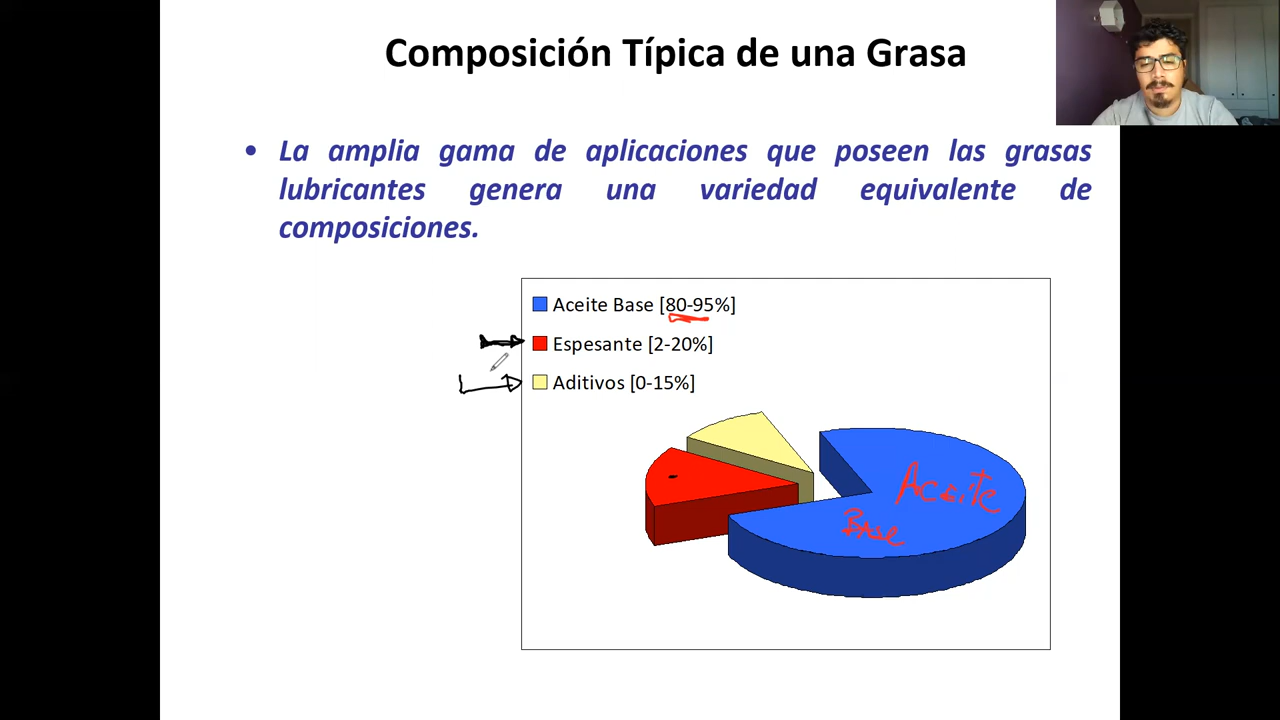 Composición Típica de una Grasa
• La amplia gama de aplicaciones que poseen las grasas
lubricantes genera una variedad equivalente de
composiciones.
Aceite Base [80-95%]
Espesante [2-20%]
Aditivos [0-15%]
Aceite
Base